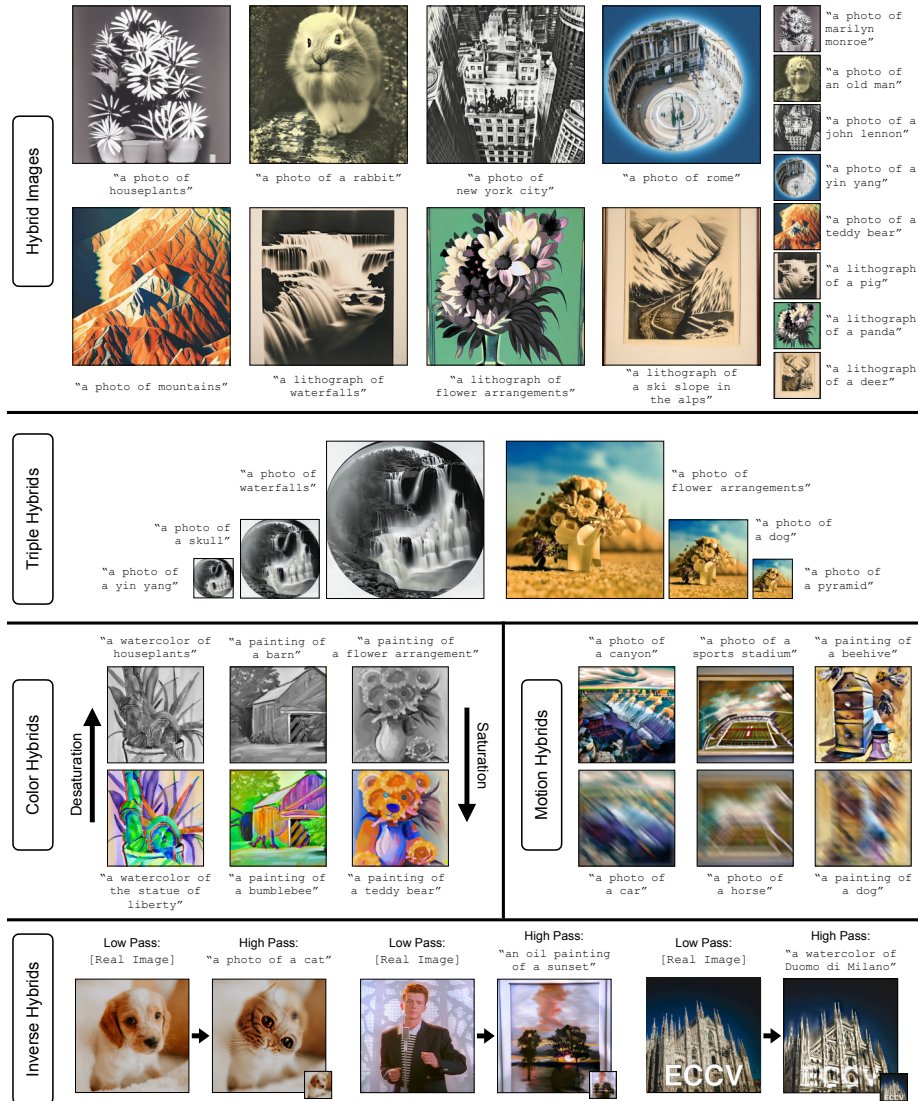 Hybrid Images
“a photo of
houseplants”
“a photo of a rabbit”
“a photo of
new york city”
“a photo of rome”
“a photo of mountains”
“a lithograph of
waterfalls”
“a lithograph of
flower arrangements”
“a lithograph of
a ski slope in
the alps”
“a photo of
marilyn
monroe”
“a photo of
an old man”
“a photo of a
john lennon”
“a photo of a
yin yang”
“a photo of a
teddy bear”
“a lithograph
of a pig”
“a lithograph
of a panda”
“a lithograph
of a deer”
Triple Hybrids
“a photo of
waterfalls”
“a photo of
a skull”
“a photo of
a yin yang”
“a photo of
flower arrangements”
“a photo of
a dog”
“a photo of
a pyramid”
Color Hybrids
Desaturation
“a watercolor of
houseplants”
“a painting of
a barn”
“a painting of
a flower arrangement”
Saturation
“a watercolor of
the statue of
liberty”
“a painting of
a bumblebee”
“a painting of
a teddy bear”
Motion Hybrids
“a photo of
a canyon”
“a photo of a
sports stadium”
“a painting of
a beehive”
“a photo of
a car”
“a photo of
a horse”
“a painting of
a dog”
Inverse Hybrids
Low Pass:
[Real Image]
High Pass:
“a photo of a cat”
Low Pass:
[Real Image]
High Pass:
“an oil painting
of a sunset”
Low Pass:
[Real Image]
High Pass:
“a watercolor of
Duomo di Milano”
ECCV
ECCV
ECCV